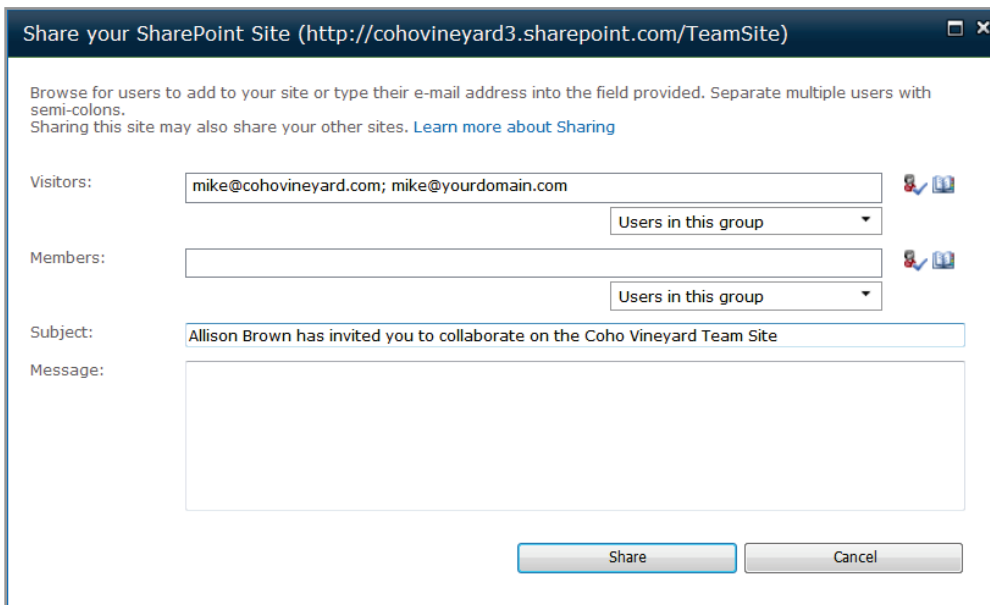 Share your SharePoint Site (http://cohovineyard3.sharepoint.com/TeamSite)
Browse for users to add to your site or type their e-mail address into the field provided. Separate multiple users with
semi-colons.
Sharing this site may also share your other sites. Learn more about Sharing
Visitors:
mike@cohovineyard.com; mike@yourdomain.com
Users in this group
Members:
Users in this group
Subject:
Allison Brown has invited you to collaborate on the Coho Vineyard Team Site
Message:
Share
Cancel